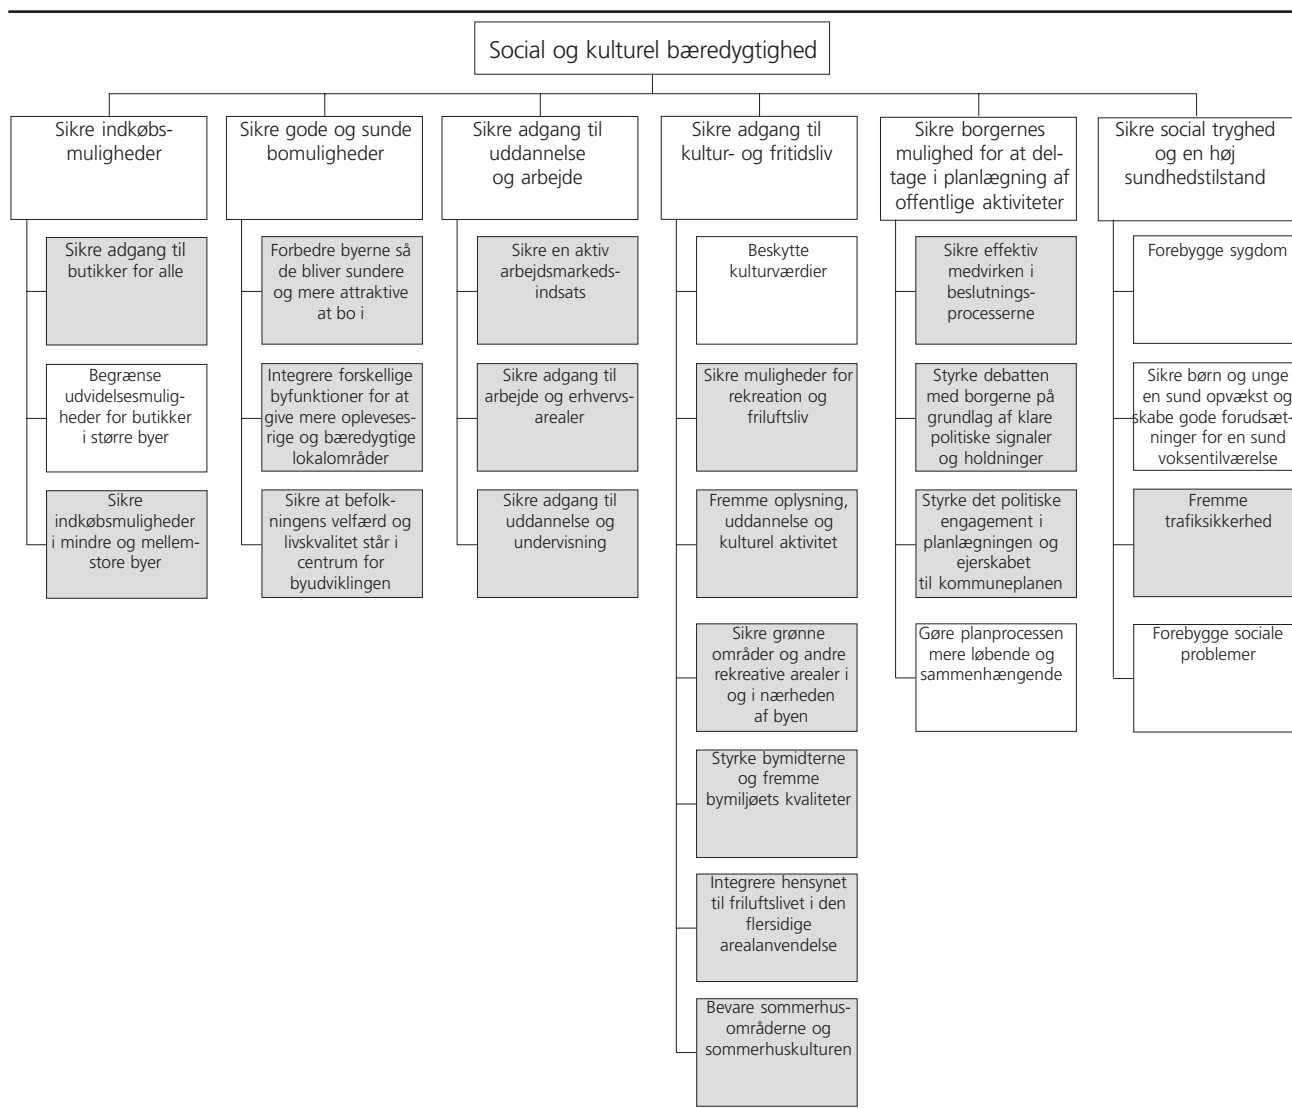 Social og kulturel bæredygtighed
Sikre indkøbs-
muligheder
Sikre adgang til
butikker for alle
Begrænse
udvidelsesmulig-
heder for butikker
i større byer
Sikre
indkøbsmuligheder
i mindre og mellem-
store byer
Sikre gode og sunde
bomuligheder
Forbedre byerne så
de bliver sundere
og mere attraktive
at bo i
Integrere forskellige
byfunktioner for at
give mere oplevesес-
rige og bæredygtige
lokalområder
Sikre at befolk-
ningens velfærd og
livskvalitet står i
centrum for
byudviklingen
Sikre adgang til
uddannelse
og arbejde
Sikre en aktiv
arbejdsmarkeds-
indsats
Sikre adgang til
arbejde og erhvervs-
arealer
Sikre adgang til
uddannelse og
undervisning
Sikre adgang til
kultur- og fritidsliv
Beskytte
kulturværdier
Sikre muligheder for
rekreation og
friluftsliv
Fremme oplysning,
uddannelse og
kulturel aktivitet
Sikre grønne
områder og andre
rekreative arealer i
og i nærheden
af byen
Styrke bymidterne
og fremme
bymiljøets kvaliteter
Integrere hensynet
til friluftslivet i den
flersidige
arealanvendelse
Bevare sommerhus-
områderne og
sommerhuskulturen
Sikre borgernes
mulighed for at del-
tage i planlægning af
offentlige aktiviteter
Sikre effektiv
medvirken i
beslutnings-
processerne
Styrke debatten
med borgerne på
grundlag af klare
politiske signaler
og holdninger
Styrke det politiske
engagement i
planlægningen og
ejerskabet
til kommuneplanen
Gøre planprocessen
mere løbende og
sammenhængende
Sikre social tryghed
og en høj
sundhedstilstand
Forebygge sygdom
Sikre børn og unge
en sund opvækst og
skabe gode forudsæt-
ninger for en sund
voksentilværelse
Fremme
trafiksikkerhed
Forebygge sociale
problemer